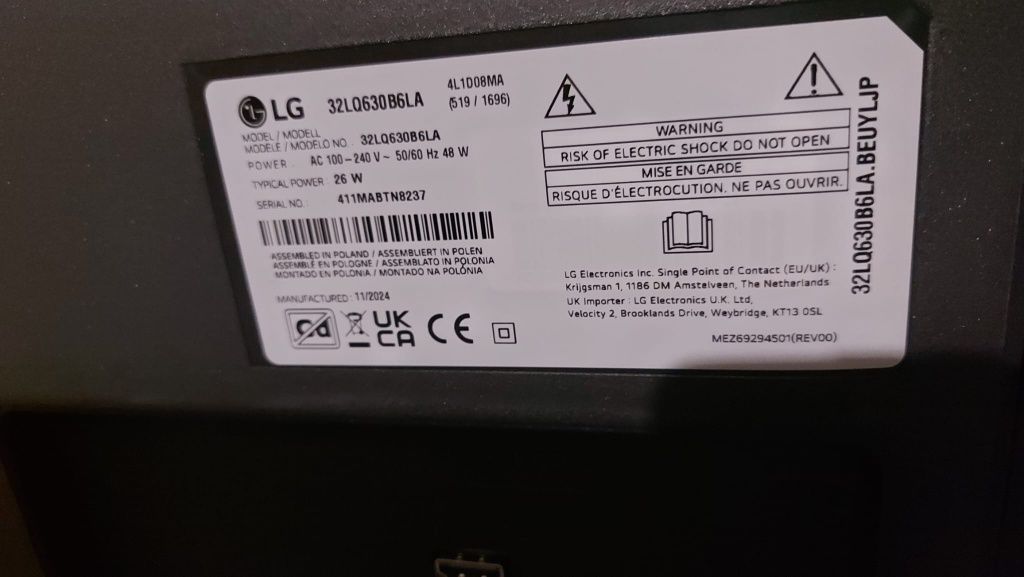 LG 32LQ630B6LA 4L1D08MA
(519 / 1696)
MODEL / MODELL
MODÈLE / MODELO NO. 32LQ630B6LA
POWER : AC 100-240 V ~ 50/60 Hz 48 W
TYPICAL POWER : 26 W
SERIAL NO. : 411MABTN8237
ASSEMBLED IN POLAND / ASSEMBLIERT IN POLEN
ASSEMBLÉ EN POLOGNE / ASSEMBLATO IN POLONIA
MONTADO EN POLONIA / MONTADO NA POLÓNIA
MANUFACTURED : 11/2024
UK
CA CE
WARNING
RISK OF ELECTRIC SHOCK DO NOT OPEN
MISE EN GARDE
RISQUE D'ÉLECTROCUTION, NE PAS OUVRIR.
LG Electronics Inc. Single Point of Contact (EU/UK) :
Krijgsman 1, 1186 DM Amstelveen, The Netherlands
UK Importer : LG Electronics U.K. Ltd,
Velocity 2, Brooklands Drive, Weybridge, KT13 0SL
MEZ69294501(REV00)
32LQ630B6LA.BEUYLJP